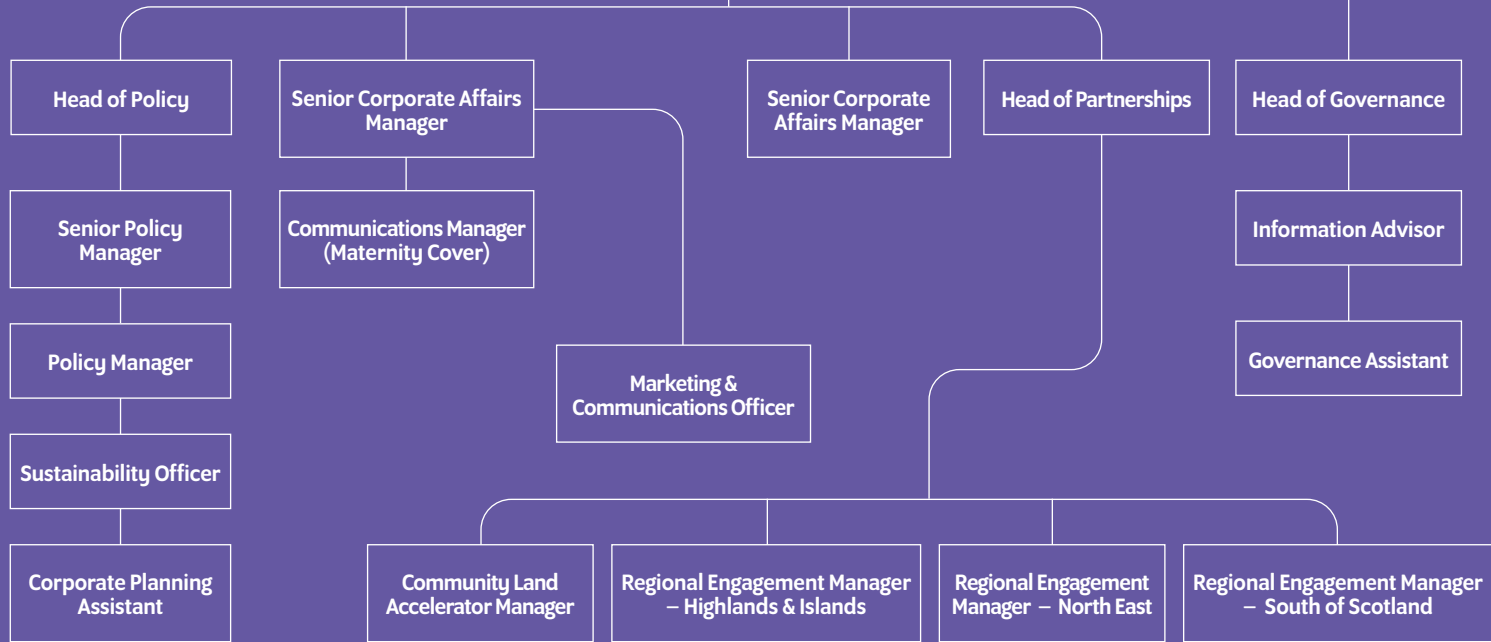 Head of Policy
Senior Corporate Affairs
Manager
Senior Corporate
Affairs Manager
Head of Partnerships
Head of Governance
Senior Policy
Manager
Communications Manager
(Maternity Cover)
Information Advisor
Policy Manager
Marketing &
Communications Officer
Governance Assistant
Sustainability Officer
Corporate Planning
Assistant
Community Land
Accelerator Manager
Regional Engagement Manager
– Highlands & Islands
Regional Engagement
Manager – North East
Regional Engagement Manager
– South of Scotland